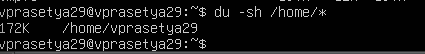 vprasetya29@vprasetya29:~$ du -sh /home/*
172K /home/vprasetya29
vprasetya29@vprasetya29:~$